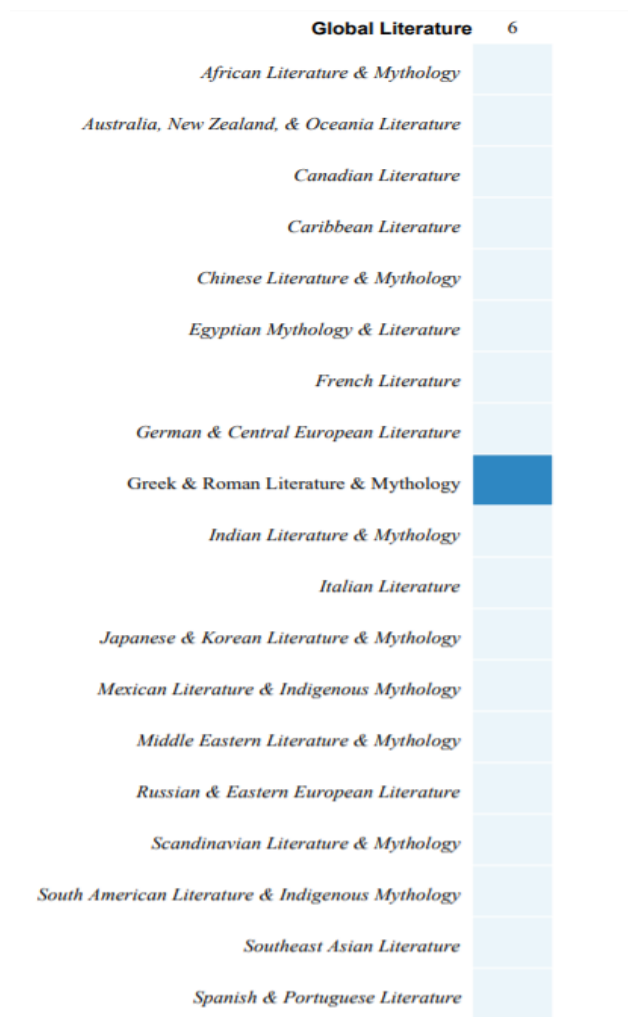 Global Literature 6
African Literature & Mythology
Australia, New Zealand, & Oceania Literature
Canadian Literature
Caribbean Literature
Chinese Literature & Mythology
Egyptian Mythology & Literature
French Literature
German & Central European Literature
Greek & Roman Literature & Mythology
Indian Literature & Mythology
Italian Literature
Japanese & Korean Literature & Mythology
Mexican Literature & Indigenous Mythology
Middle Eastern Literature & Mythology
Russian & Eastern European Literature
Scandinavian Literature & Mythology
South American Literature & Indigenous Mythology
Southeast Asian Literature
Spanish & Portuguese Literature